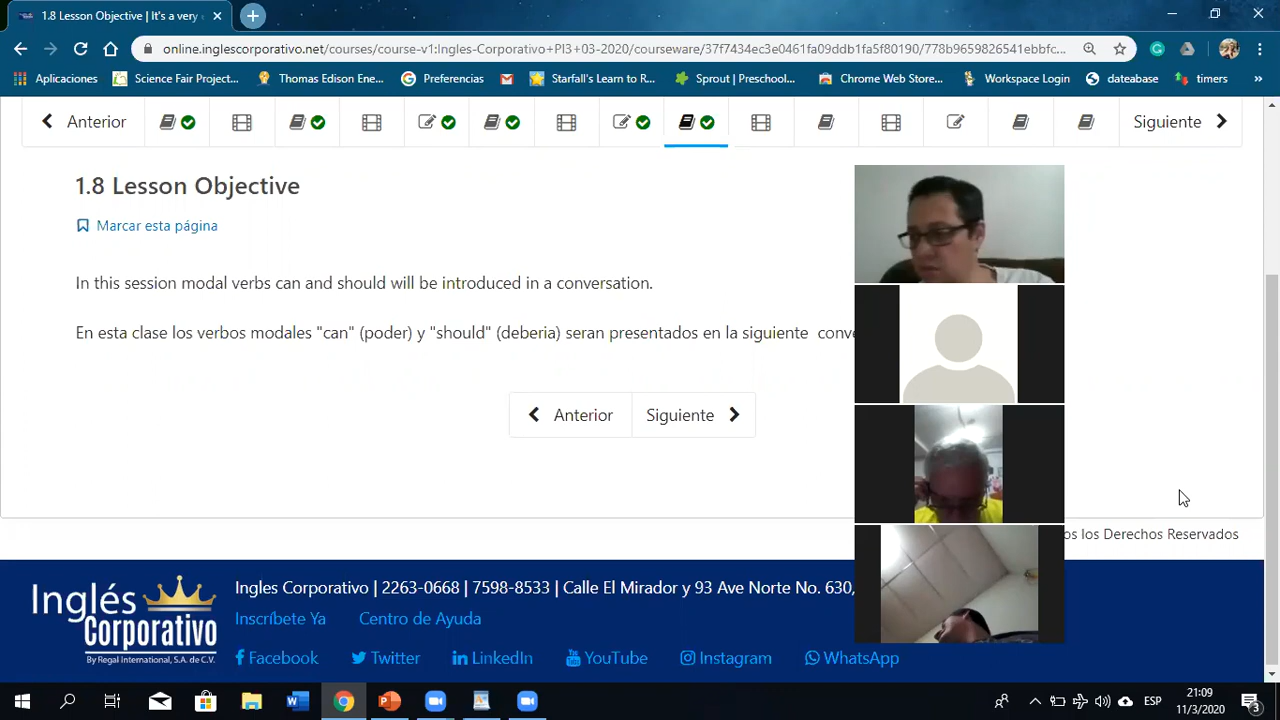 1.8 Lesson Objective | It's a very
online.inglescorporativo.net/courses/course-v1:Ingles-Corporativo+PI3+03-2020/courseware/37f7434ec3e0461fa09ddb1fa5f80190/778b9659826541ebbfc...
Aplicaciones Science Fair Project... Thomas Edison Ene... Preferencias Starfall's Learn to R... Sprout | Preschool... Chrome Web Store... Workspace Login dateabase timers »
Anterior Siguiente
1.8 Lesson Objective
Marcar esta página
In this session modal verbs can and should will be introduced in a conversation.
En esta clase los verbos modales "can" (poder) y "should" (deberia) seran presentados en la siguiente conve
Anterior Siguiente
os los Derechos Reservados
Inglés Corporativo
By Regal International, S.A. de C.V.
Ingles Corporativo | 2263-0668 | 7598-8533 | Calle El Mirador y 93 Ave Norte No. 630,
Inscríbete Ya Centro de Ayuda
Facebook Twitter LinkedIn YouTube Instagram WhatsApp
ESP 21:09
11/3/2020 3